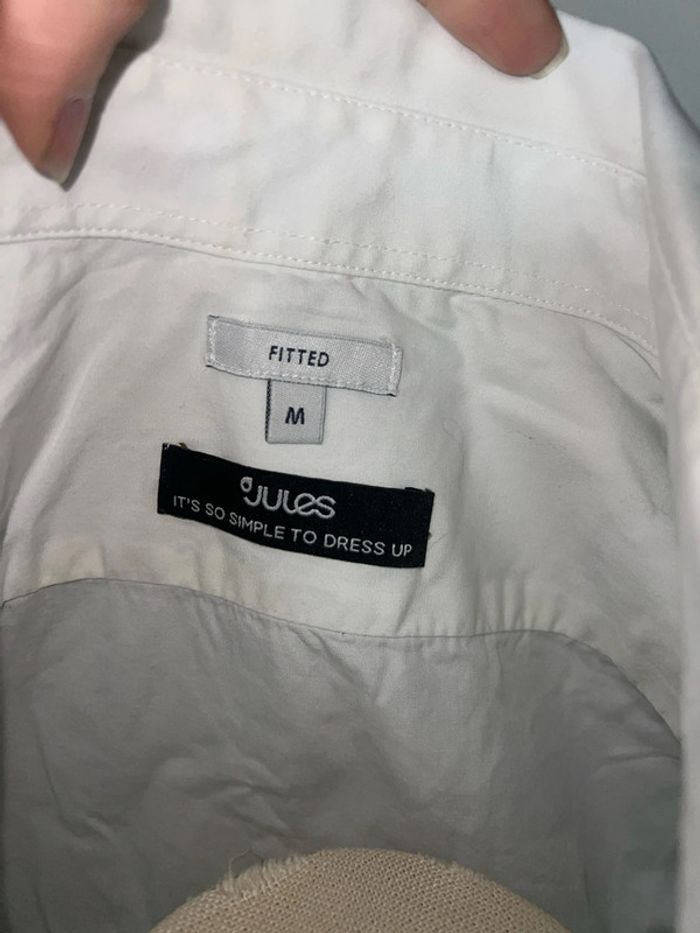 FITTED
M
JULES
IT'S SO SIMPLE TO DRESS UP